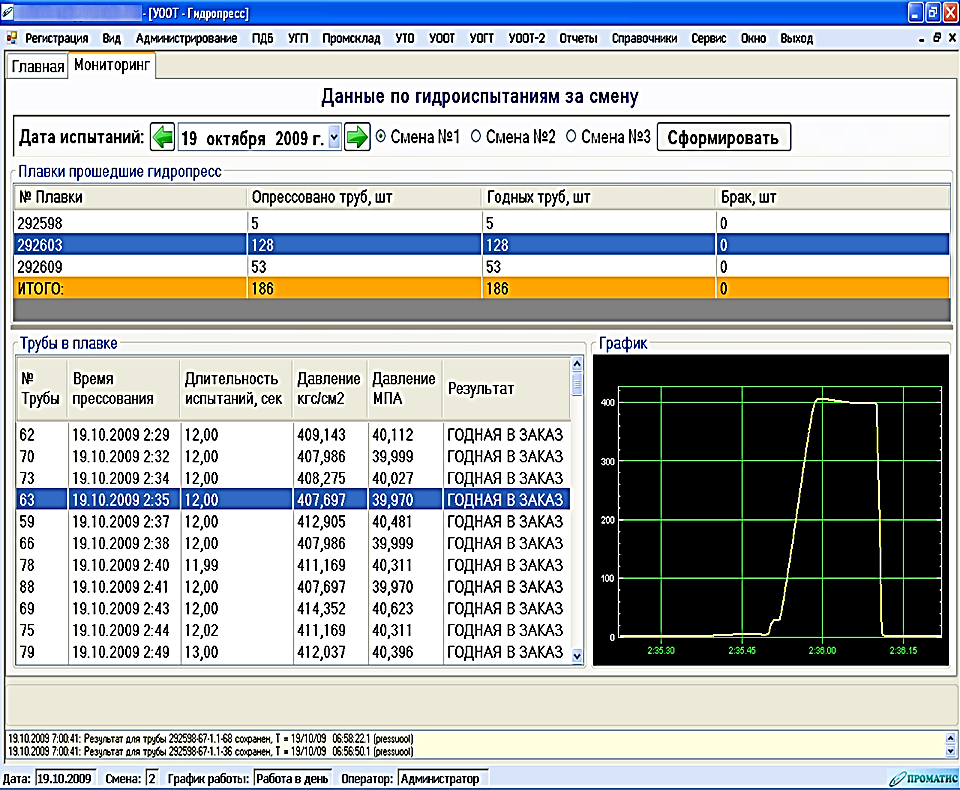 - [УООТ - Гидропресс]
Регистрация Вид Администрирование ПДБ УГП Промсклад УТО УООТ УОГТ УООТ-2 Отчеты Справочники Сервис Окно Выход
Главная Мониторинг
Данные по гидроиспытаниям за смену
Дата испытаний: 19 октября 2009 г. Смена №1 Смена №2 Смена №3 Сформировать
Плавки прошедшие гидропресс
№ Плавки Опрессовано труб, шт Годных труб, шт Брак, шт
292598 5 5 0
292603 128 128 0
292609 53 53 0
ИТОГО: 186 186 0
Трубы в плавке
№ Трубы Время прессования Длительность испытаний, сек Давление кгс/см2 Давление МПА Результат
62 19.10.2009 2:29 12,00 409,143 40,112 ГОДНАЯ В ЗАКАЗ
70 19.10.2009 2:32 12,00 407,986 39,999 ГОДНАЯ В ЗАКАЗ
73 19.10.2009 2:34 12,00 408,275 40,027 ГОДНАЯ В ЗАКАЗ
63 19.10.2009 2:35 12,00 407,697 39,970 ГОДНАЯ В ЗАКАЗ
59 19.10.2009 2:37 12,00 412,905 40,481 ГОДНАЯ В ЗАКАЗ
66 19.10.2009 2:38 12,00 407,986 39,999 ГОДНАЯ В ЗАКАЗ
78 19.10.2009 2:40 11,99 411,169 40,311 ГОДНАЯ В ЗАКАЗ
88 19.10.2009 2:41 12,00 407,697 39,970 ГОДНАЯ В ЗАКАЗ
69 19.10.2009 2:43 12,00 414,352 40,623 ГОДНАЯ В ЗАКАЗ
75 19.10.2009 2:44 12,02 411,169 40,311 ГОДНАЯ В ЗАКАЗ
79 19.10.2009 2:49 13,00 412,037 40,396 ГОДНАЯ В ЗАКАЗ
График
400
300
200
100
0
2:35.30 2:35.45 2:36.00 2:36.15
19.10.2009 7:00:41: Результат для трубы 292598-67-1.1-68 сохранен, T = 19/10/09 06:58:22.1 (pressuoot)
19.10.2009 7:00:41: Результат для трубы 292598-67-1.1-36 сохранен, T = 19/10/09 06:56:50.1 (pressuoot)
Дата: 19.10.2009 Смена: 2 График работы: Работа в день Оператор: Администратор ПРОМАТИС